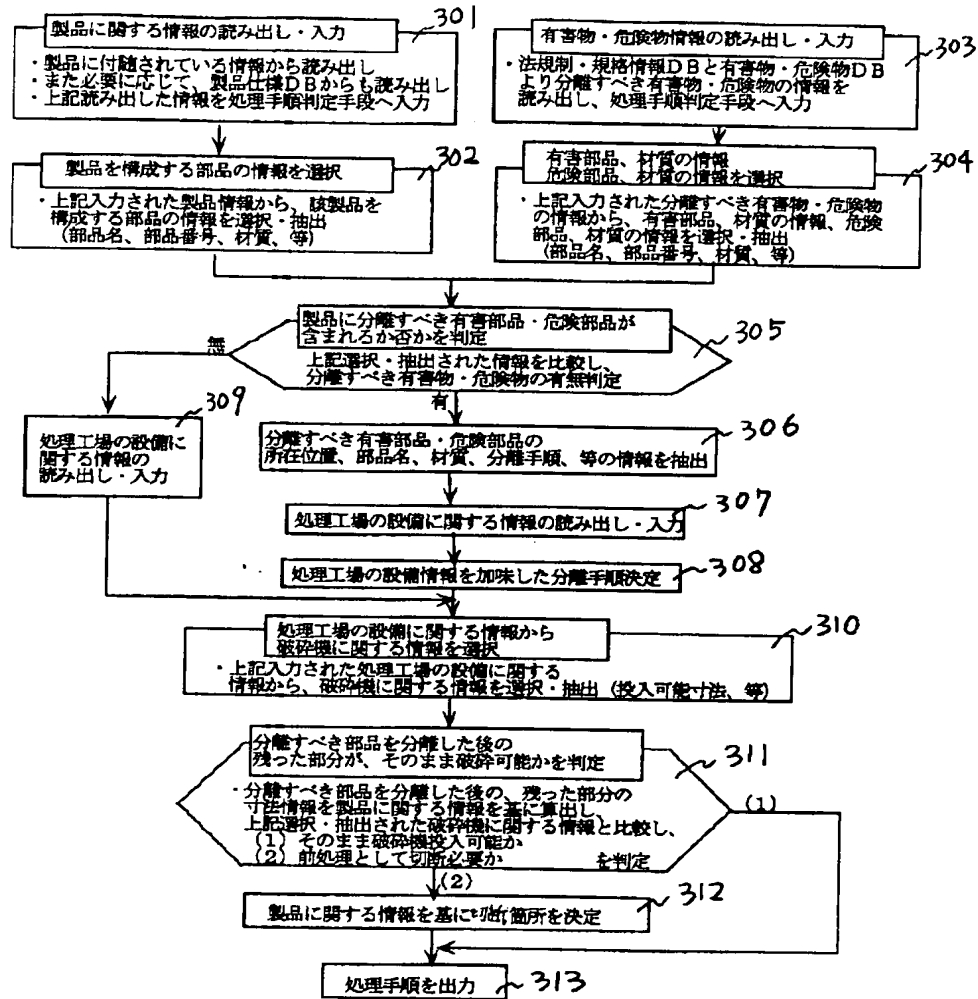 製品に関する情報の読み出し・入力
301
・製品に付随されている情報から読み出し
・また必要に応じて、製品仕様DBからも読み出し
・上記読み出した情報を処理手順判定手段へ入力
有害物・危険物情報の読み出し・入力
303
・法規制・規格情報DBと有害物・危険物DB
より分離すべき有害物・危険物の情報を
読み出し、処理手順判定手段へ入力
製品を構成する部品の情報を選択
302
・上記入力された製品情報から、該製品を
構成する部品の情報を選択・抽出
(部品名、部品番号、材質、等)
有害部品、材質の情報
危険部品、材質の情報を選択
304
・上記入力された分離すべき有害物・危険物
の情報から、有害部品、材質の情報、危険
部品、材質の情報を選択・抽出
(部品名、部品番号、材質、等)
製品に分離すべき有害部品・危険部品が
含まれるか否かを判定
305
上記選択・抽出された情報を比較し、
分離すべき有害物・危険物の有無判定
無
有
309
処理工場の設備に
関する情報の
読み出し・入力
分離すべき有害部品・危険部品の
所在位置、部品名、材質、分離手順、等の情報を抽出
306
処理工場の設備に関する情報の読み出し・入力
307
処理工場の設備情報を加味した分離手順決定
308
処理工場の設備に関する情報から
破砕機に関する情報を選択
310
・上記入力された処理工場の設備に関する
情報から、破砕機に関する情報を選択・抽出(投入可能寸法、等)
分離すべき部品を分離した後の
残った部分が、そのまま破砕可能かを判定
311
・分離すべき部品を分離した後の、残った部分の
寸法情報を製品に関する情報を基に算出し、
上記選択・抽出された破砕機に関する情報と比較し、
(1)そのまま破砕機投入可能か
(2)前処理として切断必要か を判定
(1)
(2)
製品に関する情報を基に切断箇所を決定
312
処理手順を出力
313